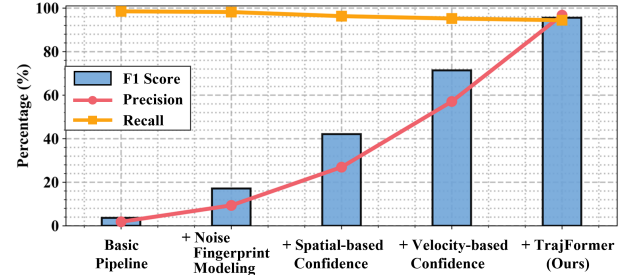 100
80
60
40
20
0
Percentage (%)
F1 Score
Precision
Recall
Basic
Pipeline
+ Noise
Fingerprint
Modeling
+ Spatial-based
Confidence
+ Velocity-based
Confidence
+ TrajFormer
(Ours)